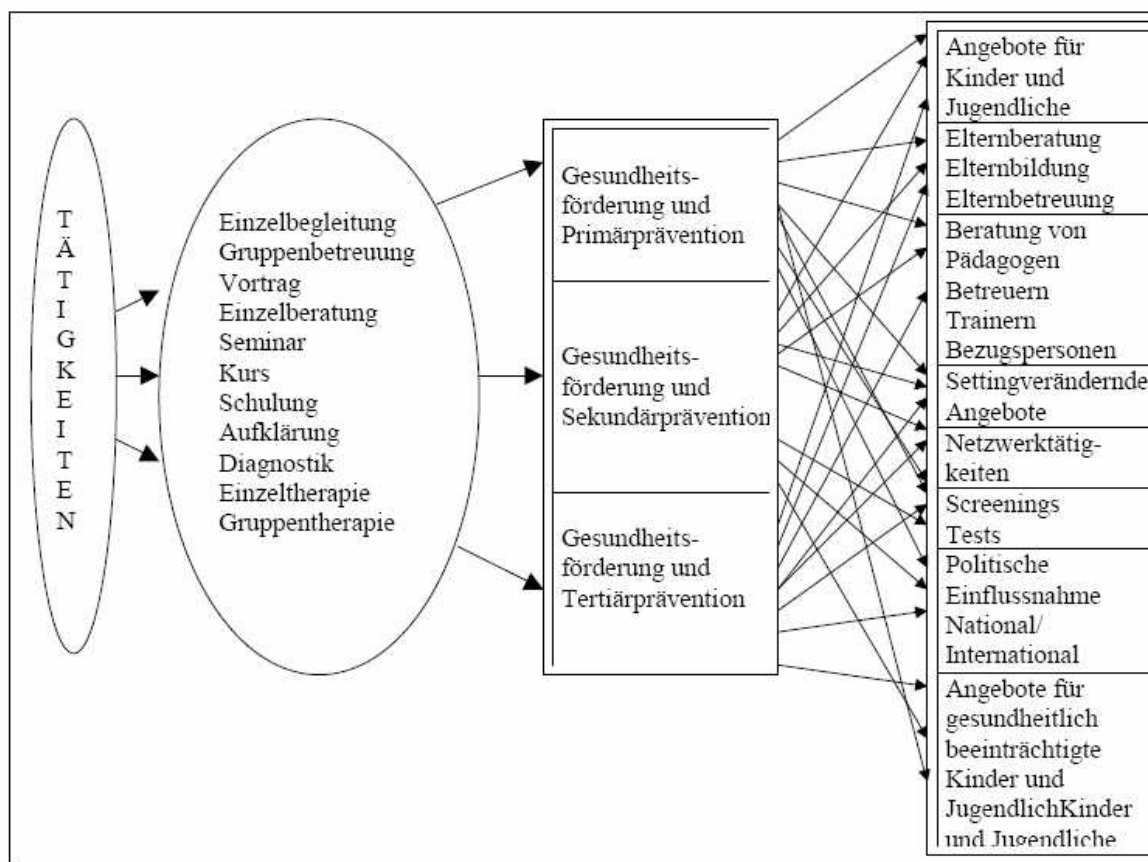 T
Ä
T
I
G
K
E
I
T
E
N
Einzelbegleitung
Gruppenbetreuung
Vortrag
Einzelberatung
Seminar
Kurs
Schulung
Aufklärung
Diagnostik
Einzeltherapie
Gruppentherapie
Gesundheits-
förderung und
Primärprävention
Gesundheits-
förderung und
Sekundärprävention
Gesundheits-
förderung und
Tertiärprävention
Angebote für
Kinder und
Jugendliche
Elternberatung
Elternbildung
Elternbetreuung
Beratung von
Pädagogen
Betreuern
Trainern
Bezugspersonen
Settingverändernde
Angebote
Netzwerktätig-
keiten
Screenings
Tests
Politische
Einflussnahme
National/
International
Angebote für
gesundheitlich
beeinträchtigte
Kinder und
JugendlichKinder
und Jugendliche